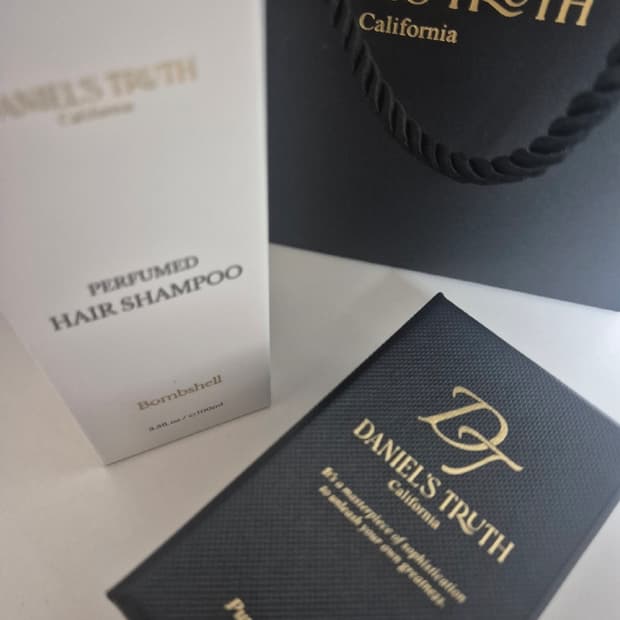 DANIEL'S TRUTH
California
PERFUMED
HAIR SHAMPOO
Bombshell
TRUTH
California
DT
DANIEL'S TRUTH
California
It's a masterpiece of sophistication
to unleash your own greatness.